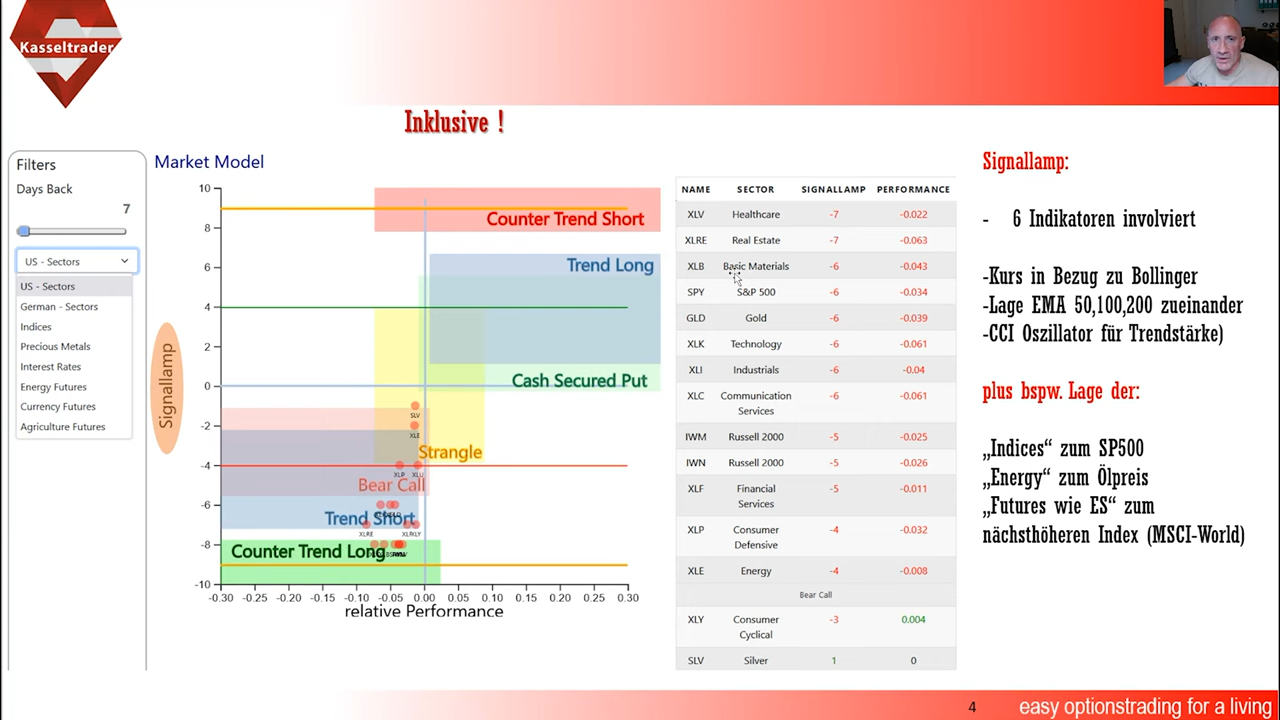 Kasseltrader
Inklusive !
Filters
Days Back
7
US - Sectors
US - Sectors
German - Sectors
Indices
Precious Metals
Interest Rates
Energy Futures
Currency Futures
Agriculture Futures
Market Model
Signallamp
10
8
6
4
2
0
-2
-4
-6
-8
-10
Counter Trend Short
Trend Long
Cash Secured Put
SLV
XLE
Strangle
XLP
XLU
Bear Call
Trend Short
XLRE
Counter Trend Long
-0.30
-0.25
-0.20
-0.15
-0.10
-0.05
0.00
0.05
0.10
0.15
0.20
0.25
0.30
relative Performance
NAME SECTOR SIGNALLAMP PERFORMANCE
XLV Healthcare -7 -0.022
XLRE Real Estate -7 -0.063
XLB Basic Materials -6 -0.043
SPY S&P 500 -6 -0.034
GLD Gold -6 -0.039
XLK Technology -6 -0.061
XLI Industrials -6 -0.04
XLC Communication -6 -0.061
Services
IWM Russell 2000 -5 -0.025
IWN Russell 2000 -5 -0.026
XLF Financial -5 -0.011
Services
XLP Consumer -4 -0.032
Defensive
XLE Energy -4 -0.008
Bear Call
XLY Consumer -3 0.004
Cyclical
SLV Silver 1 0
Signallamp:
- 6 Indikatoren involviert
-Kurs in Bezug zu Bollinger
-Lage EMA 50,100,200 zueinander
-CCI Oszillator für Trendstärke)
plus bspw. Lage der:
„Indices“ zum SP500
„Energy“ zum Ölpreis
„Futures wie ES“ zum
nächsthöheren Index (MSCI-World)
4
easy optionstrading for a living